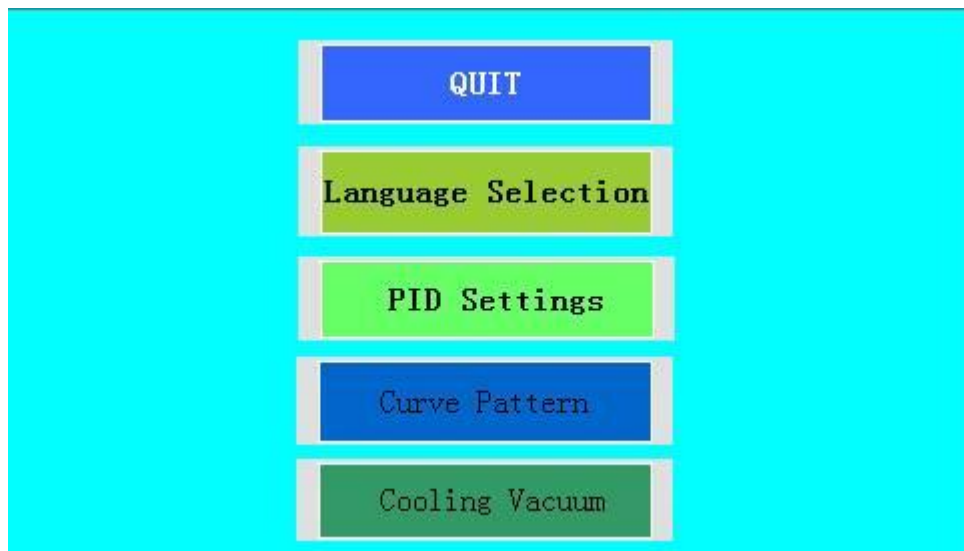 QUIT
Language Selection
PID Settings
Curve Pattern
Cooling Vacuum